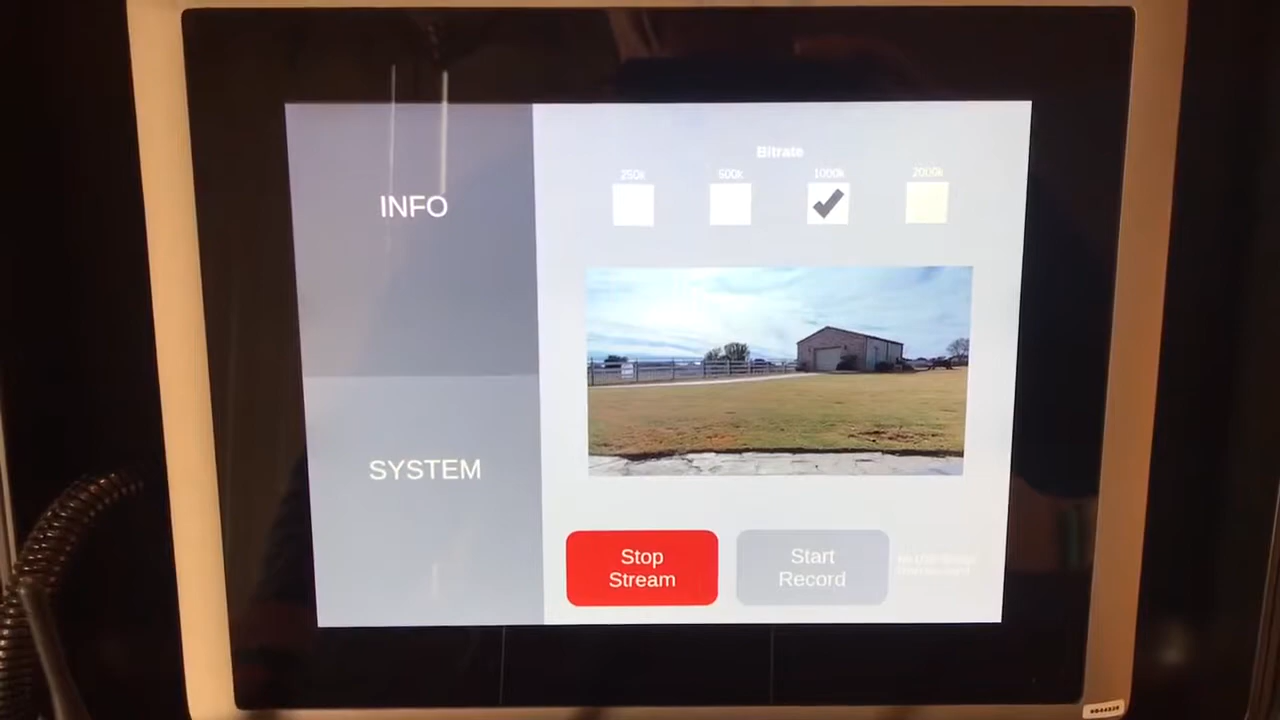 INFO
SYSTEM
Bitrate
250k
500k
1000k
2000k
Stop
Stream
Start
Record